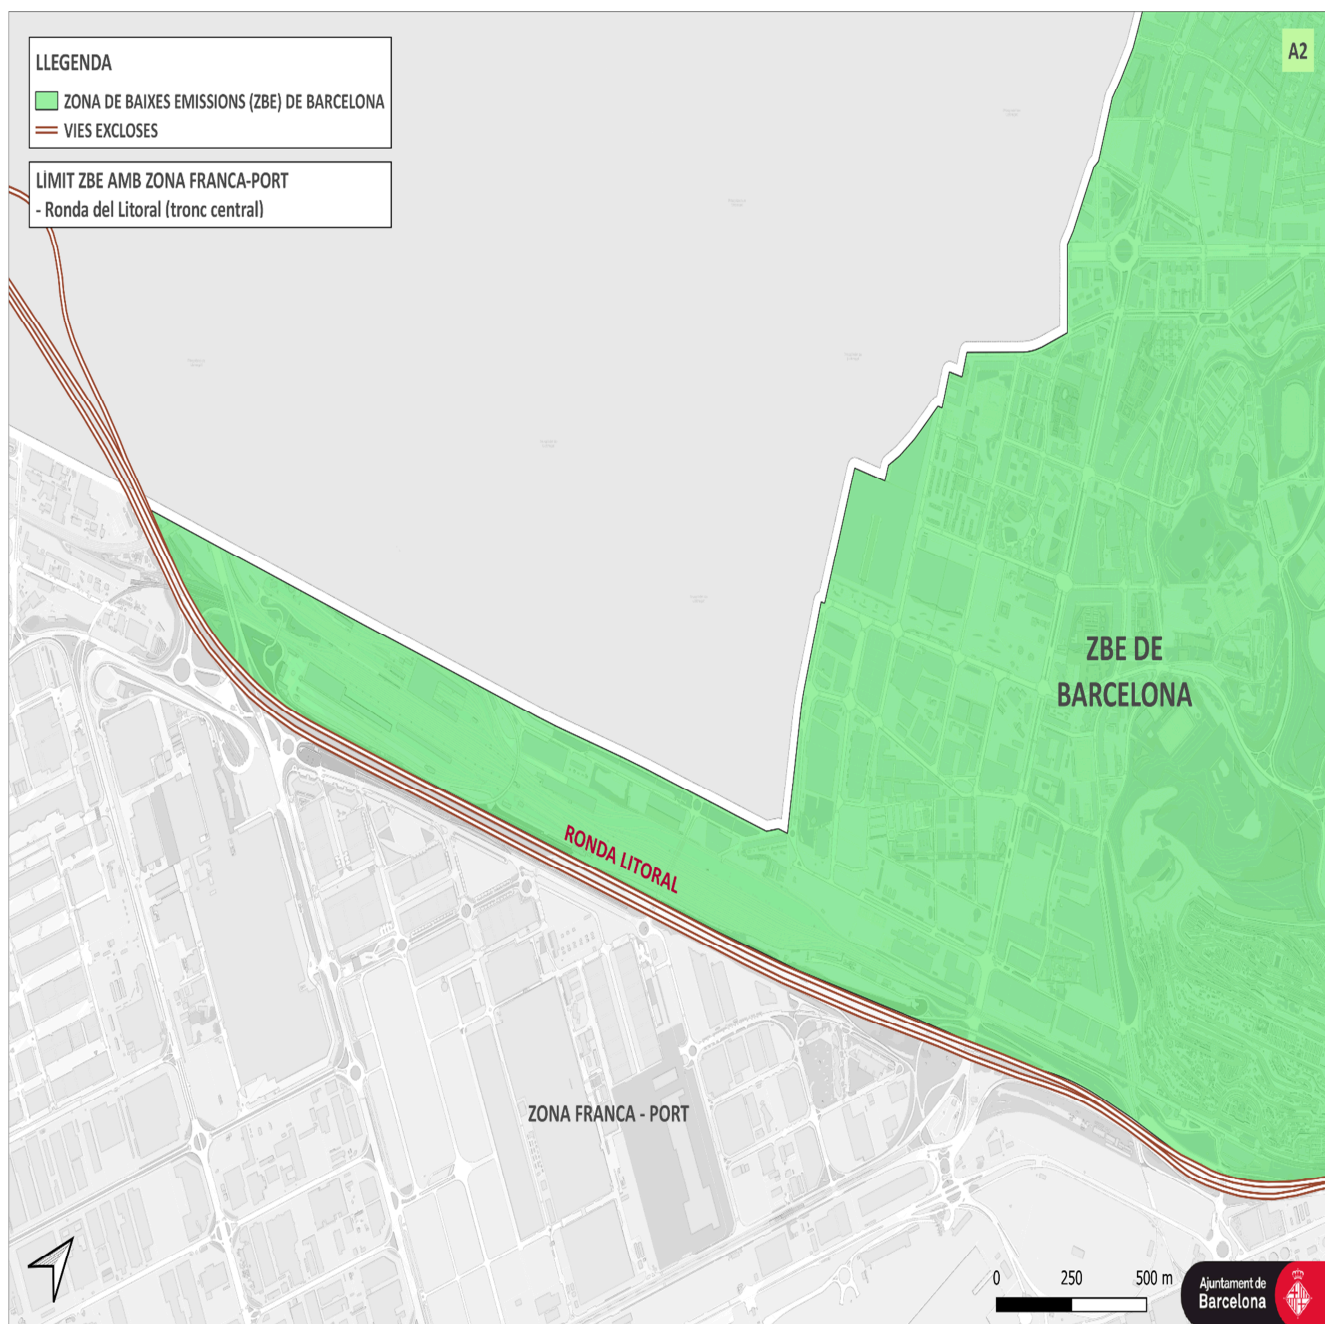 LLEGENDA
ZONA DE BAIXES EMISSIONS (ZBE) DE BARCELONA
VIES EXCLOSES
LÍMIT ZBE AMB ZONA FRANCA-PORT
- Ronda del Litoral (tronc central)
A2
ZBE DE
BARCELONA
RONDA LITORAL
ZONA FRANCA - PORT
0 250 500 m
Ajuntament de
Barcelona